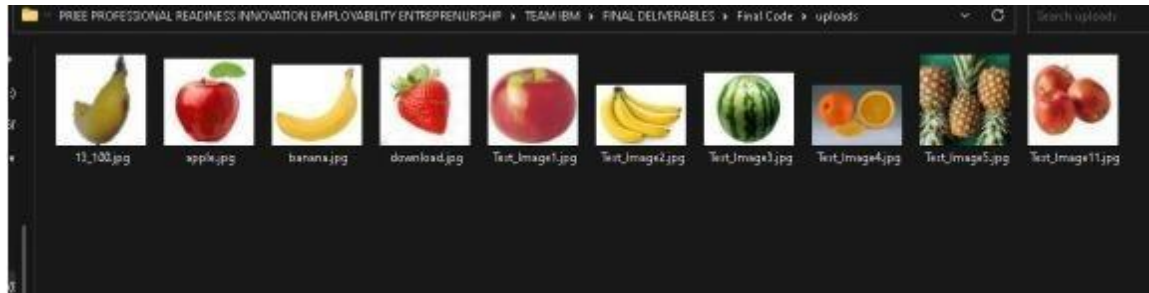 PRIEE PROFESSIONAL READINESS INNOVATION EMPLOYABILITY ENTREPRENURSHIP › TEAM IBM › FINAL DELIVERABLES › Final Code › uploads
Search uploads
13_100.jpg apple.jpg banana.jpg download.jpg Test_Image1.jpg Test_Image2.jpg Test_Image3.jpg Test_Image4.jpg Test_Image5.jpg Test_Image11.jpg